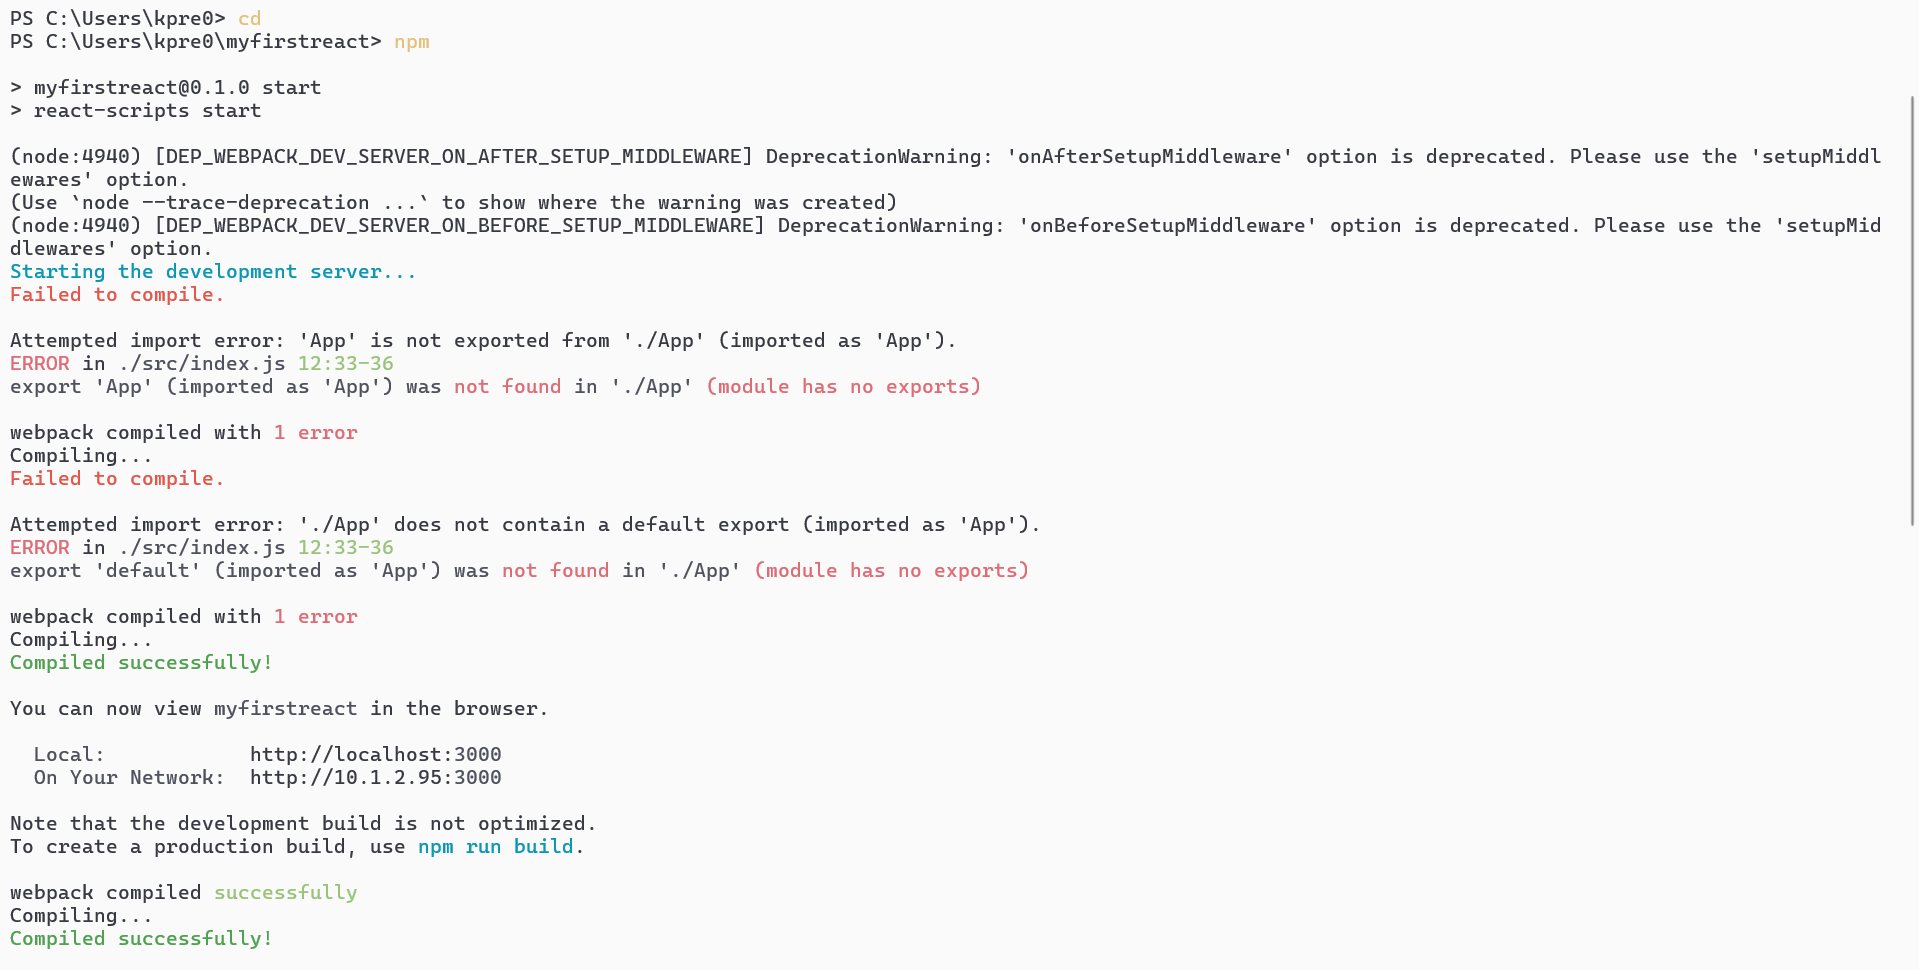 PS C:\Users\kpre0> cd
PS C:\Users\kpre0\myfirstreact> npm
> myfirstreact@0.1.0 start
> react-scripts start
(node:4940) [DEP_WEBPACK_DEV_SERVER_ON_AFTER_SETUP_MIDDLEWARE] DeprecationWarning: 'onAfterSetupMiddleware' option is deprecated. Please use the 'setupMiddl
ewares' option.
(Use `node --trace-deprecation ...` to show where the warning was created)
(node:4940) [DEP_WEBPACK_DEV_SERVER_ON_BEFORE_SETUP_MIDDLEWARE] DeprecationWarning: 'onBeforeSetupMiddleware' option is deprecated. Please use the 'setupMid
dlewares' option.
Starting the development server...
Failed to compile.
Attempted import error: 'App' is not exported from './App' (imported as 'App').
ERROR in ./src/index.js 12:33-36
export 'App' (imported as 'App') was not found in './App' (module has no exports)
webpack compiled with 1 error
Compiling...
Failed to compile.
Attempted import error: './App' does not contain a default export (imported as 'App').
ERROR in ./src/index.js 12:33-36
export 'default' (imported as 'App') was not found in './App' (module has no exports)
webpack compiled with 1 error
Compiling...
Compiled successfully!
You can now view myfirstreact in the browser.
Local: http://localhost:3000
On Your Network: http://10.1.2.95:3000
Note that the development build is not optimized.
To create a production build, use npm run build.
webpack compiled successfully
Compiling...
Compiled successfully!